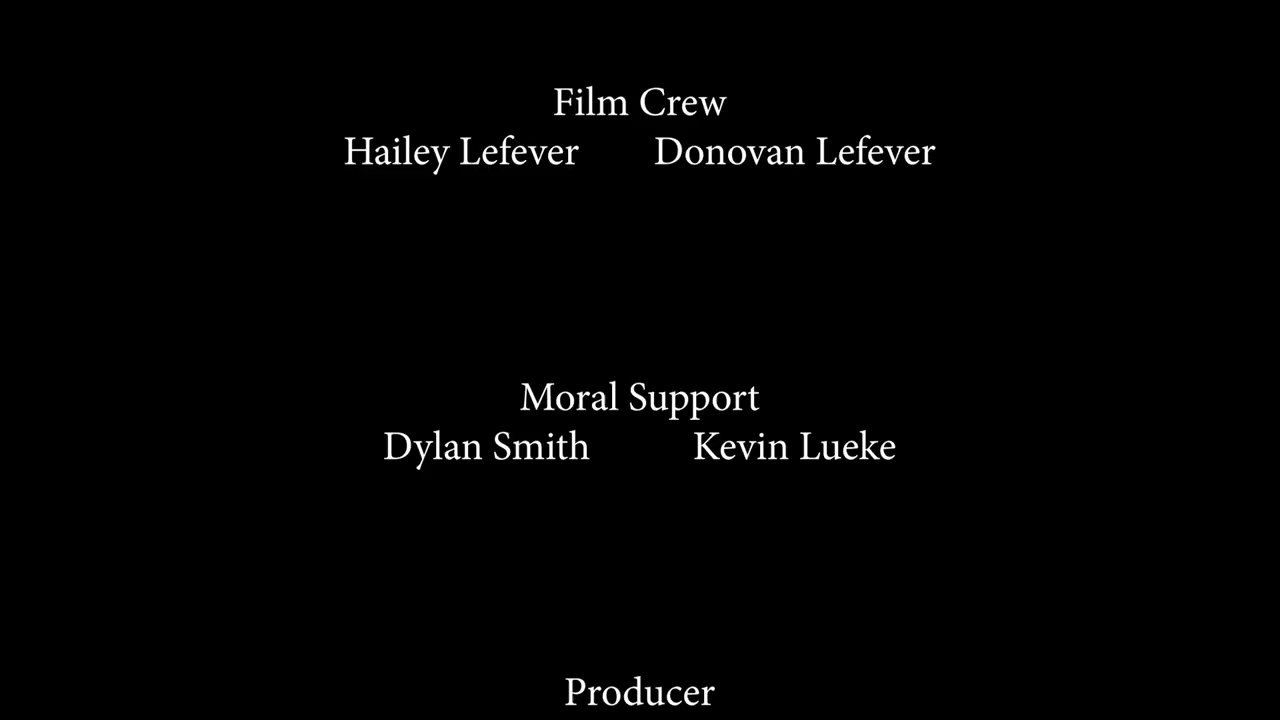 Film Crew
Hailey Lefever Donovan Lefever
Moral Support
Dylan Smith Kevin Lueke
Producer